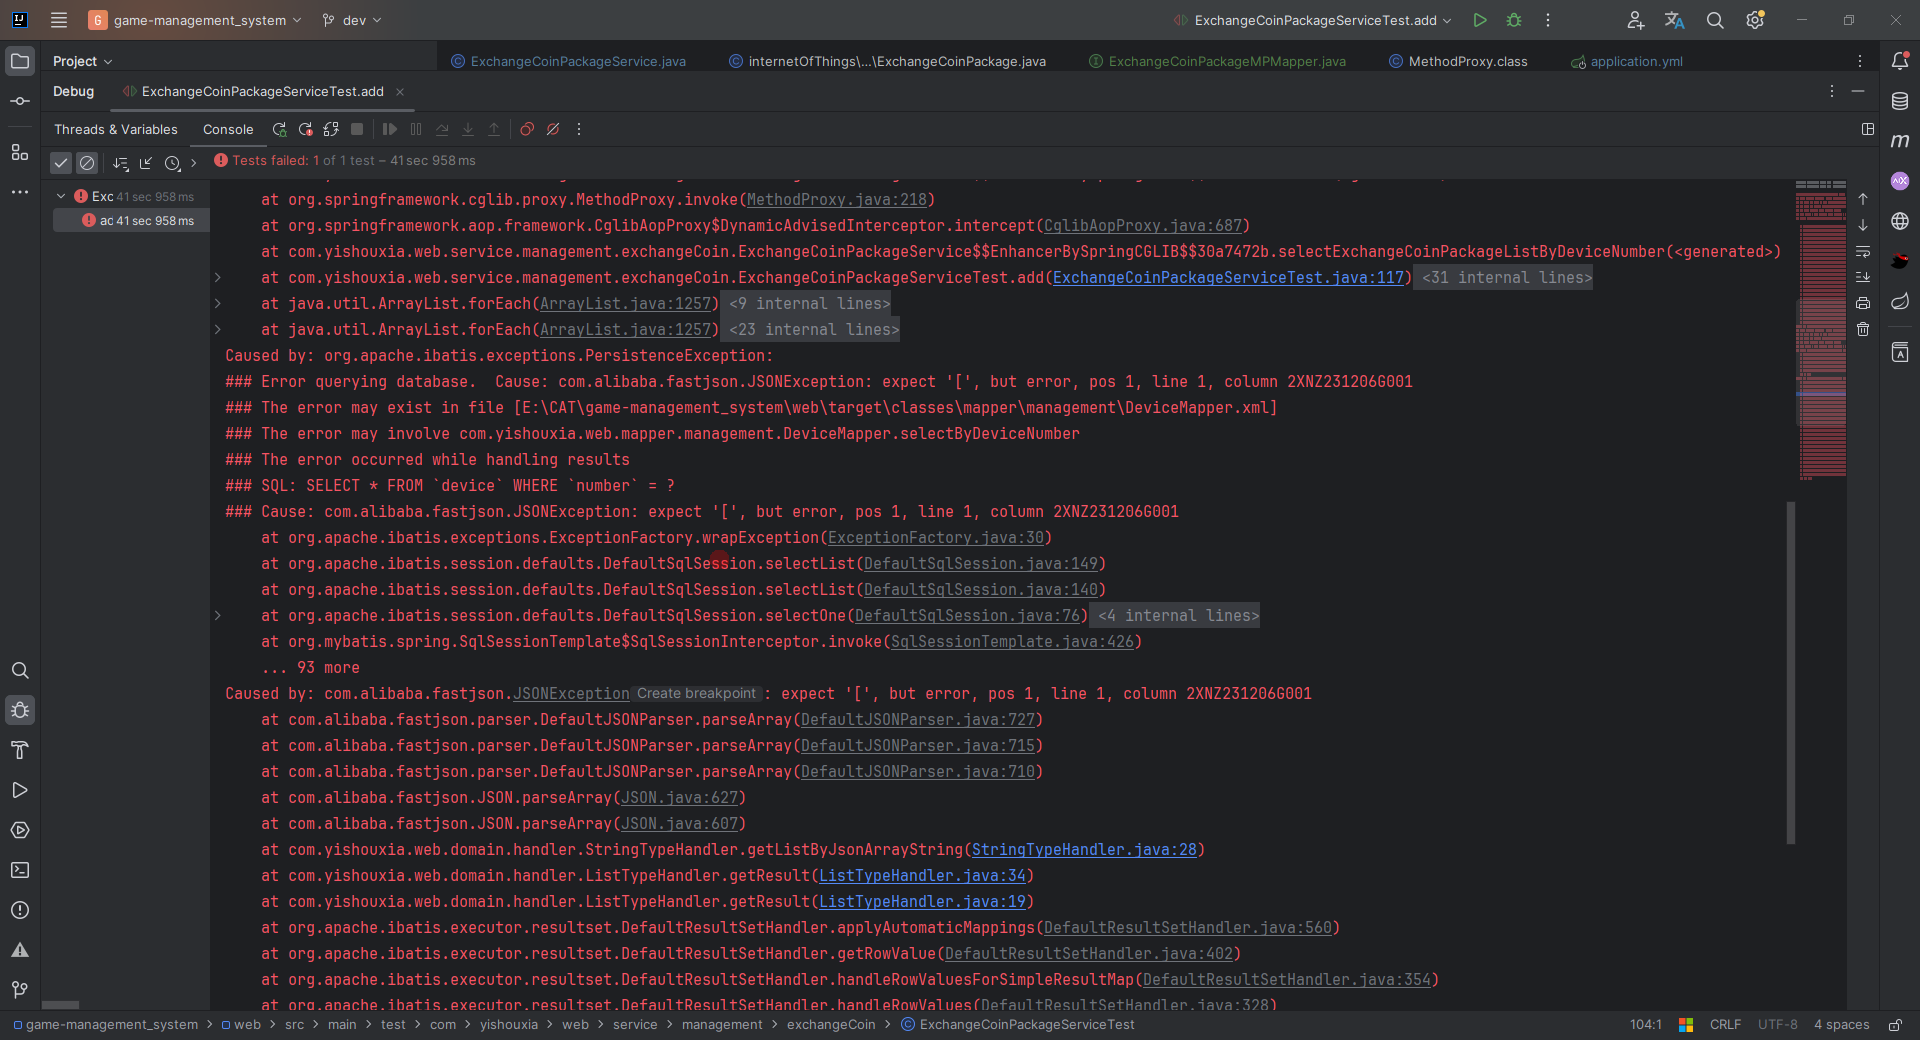 game-management_system
dev
ExchangeCoinPackageServiceTest.add
Project
ExchangeCoinPackageService.java
internetOfThings\...\ExchangeCoinPackage.java
ExchangeCoinPackageMPMapper.java
MethodProxy.class
application.yml
Debug
ExchangeCoinPackageServiceTest.add
Threads & Variables
Console
Tests failed: 1 of 1 test – 41 sec 958 ms
Exc 41 sec 958 ms
ac 41 sec 958 ms
at org.springframework.cglib.proxy.MethodProxy.invoke(MethodProxy.java:218)
at org.springframework.aop.framework.CglibAopProxy$DynamicAdvisedInterceptor.intercept(CglibAopProxy.java:687)
at com.yishouxia.web.service.management.exchangeCoin.ExchangeCoinPackageService$$EnhancerBySpringCGLIB$$30a7472b.selectExchangeCoinPackageListByDeviceNumber(<generated>)
at com.yishouxia.web.service.management.exchangeCoin.ExchangeCoinPackageServiceTest.add(ExchangeCoinPackageServiceTest.java:117) <31 internal lines>
at java.util.ArrayList.forEach(ArrayList.java:1257) <9 internal lines>
at java.util.ArrayList.forEach(ArrayList.java:1257) <23 internal lines>
Caused by: org.apache.ibatis.exceptions.PersistenceException:
### Error querying database.  Cause: com.alibaba.fastjson.JSONException: expect '[', but error, pos 1, line 1, column 2XNZ231206G001
### The error may exist in file [E:\CAT\game-management_system\web\target\classes\mapper\management\DeviceMapper.xml]
### The error may involve com.yishouxia.web.mapper.management.DeviceMapper.selectByDeviceNumber
### The error occurred while handling results
### SQL: SELECT * FROM `device` WHERE `number` = ?
### Cause: com.alibaba.fastjson.JSONException: expect '[', but error, pos 1, line 1, column 2XNZ231206G001
at org.apache.ibatis.exceptions.ExceptionFactory.wrapException(ExceptionFactory.java:30)
at org.apache.ibatis.session.defaults.DefaultSqlSession.selectList(DefaultSqlSession.java:149)
at org.apache.ibatis.session.defaults.DefaultSqlSession.selectList(DefaultSqlSession.java:140)
at org.apache.ibatis.session.defaults.DefaultSqlSession.selectOne(DefaultSqlSession.java:76) <4 internal lines>
at org.mybatis.spring.SqlSessionTemplate$SqlSessionInterceptor.invoke(SqlSessionTemplate.java:426)
... 93 more
Caused by: com.alibaba.fastjson.JSONException Create breakpoint : expect '[', but error, pos 1, line 1, column 2XNZ231206G001
at com.alibaba.fastjson.parser.DefaultJSONParser.parseArray(DefaultJSONParser.java:727)
at com.alibaba.fastjson.parser.DefaultJSONParser.parseArray(DefaultJSONParser.java:715)
at com.alibaba.fastjson.parser.DefaultJSONParser.parseArray(DefaultJSONParser.java:710)
at com.alibaba.fastjson.JSON.parseArray(JSON.java:627)
at com.alibaba.fastjson.JSON.parseArray(JSON.java:607)
at com.yishouxia.web.domain.handler.StringTypeHandler.getListByJsonArrayString(StringTypeHandler.java:28)
at com.yishouxia.web.domain.handler.ListTypeHandler.getResult(ListTypeHandler.java:34)
at com.yishouxia.web.domain.handler.ListTypeHandler.getResult(ListTypeHandler.java:19)
at org.apache.ibatis.executor.resultset.DefaultResultSetHandler.applyAutomaticMappings(DefaultResultSetHandler.java:560)
at org.apache.ibatis.executor.resultset.DefaultResultSetHandler.getRowValue(DefaultResultSetHandler.java:402)
at org.apache.ibatis.executor.resultset.DefaultResultSetHandler.handleRowValuesForSimpleResultMap(DefaultResultSetHandler.java:354)
at org.apache.ibatis.executor.resultset.DefaultResultSetHandler.handleRowValues(DefaultResultSetHandler.java:328)
game-management_system > web > src > main > test > com > yishouxia > web > service > management > exchangeCoin > ExchangeCoinPackageServiceTest
104:1
CRLF
UTF-8
4 spaces